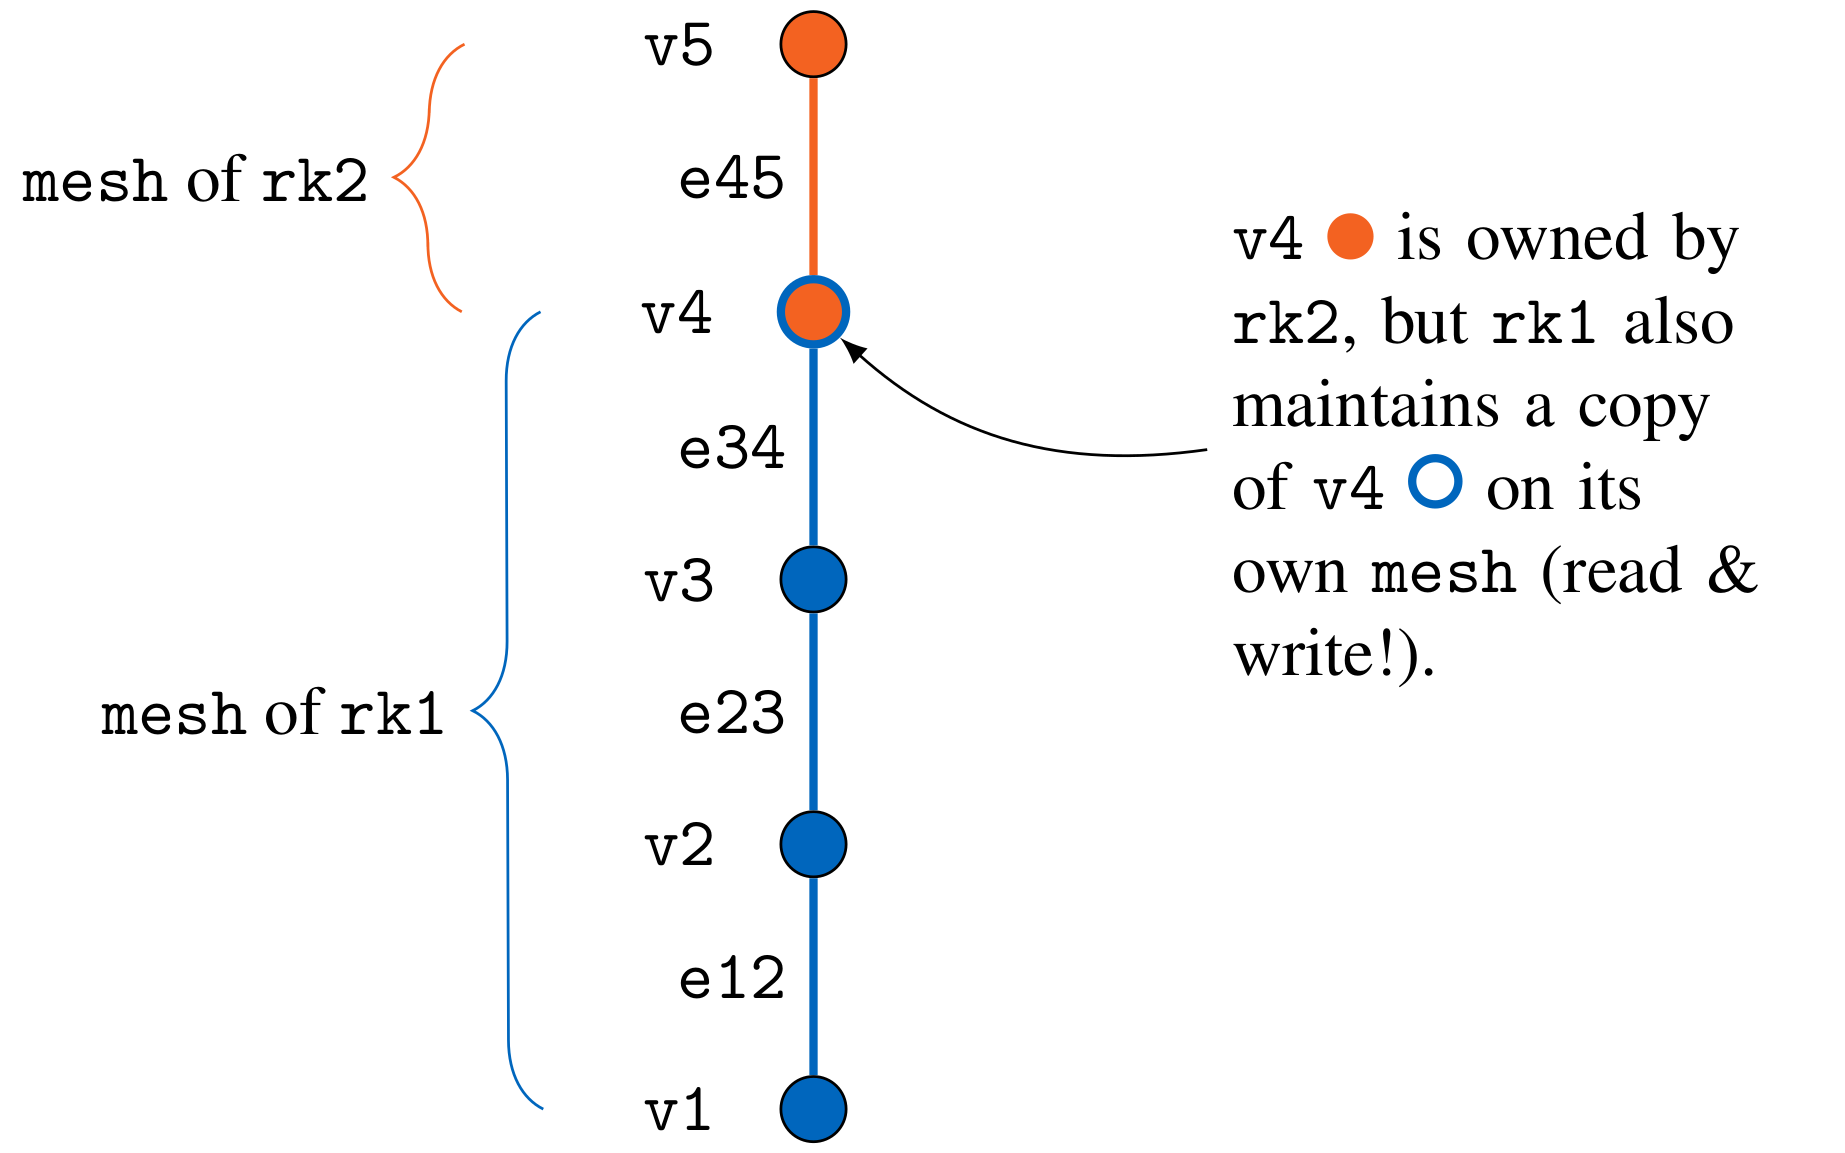 v5
e45
mesh of rk2
v4
v4 is owned by
rk2, but rk1 also
maintains a copy
of v4 on its
own mesh (read &
write!).
e34
v3
e23
mesh of rk1
v2
e12
v1